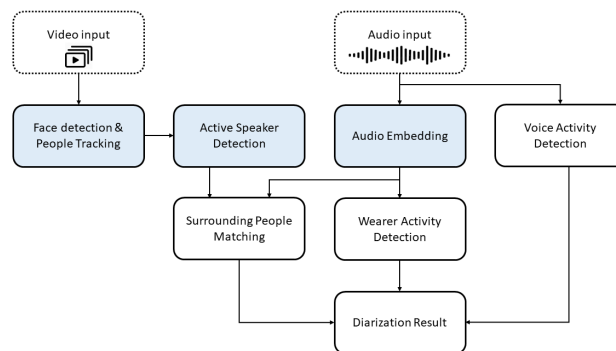 Video input
Audio input
Face detection &
People Tracking
Active Speaker
Detection
Audio Embedding
Voice Activity
Detection
Surrounding People
Matching
Wearer Activity
Detection
Diarization Result